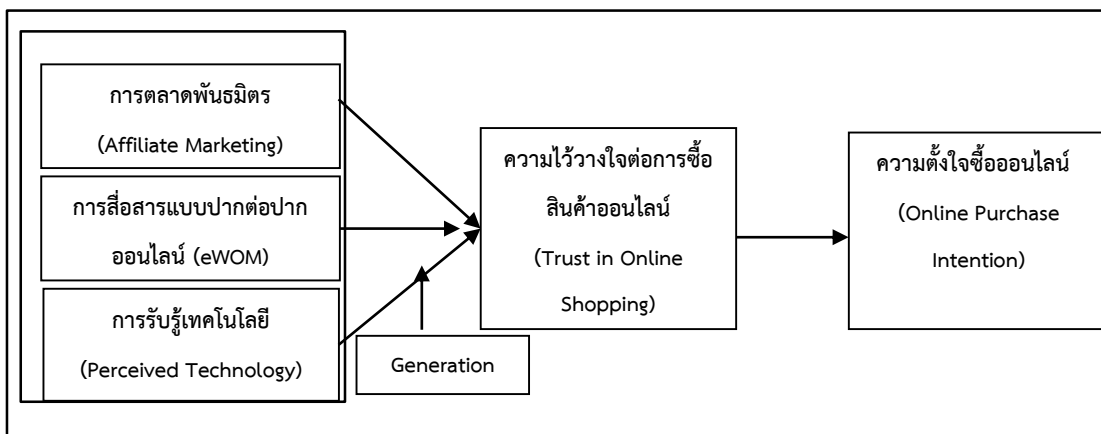 การตลาดพันธมิตร
(Affiliate Marketing)
การสื่อสารแบบปากต่อปาก
ออนไลน์ (eWOM)
การรับรู้เทคโนโลยี
(Perceived Technology)
Generation
ความไว้วางใจต่อการซื้อ
สินค้าออนไลน์
(Trust in Online
Shopping)
ความตั้งใจซื้อออนไลน์
(Online Purchase
Intention)